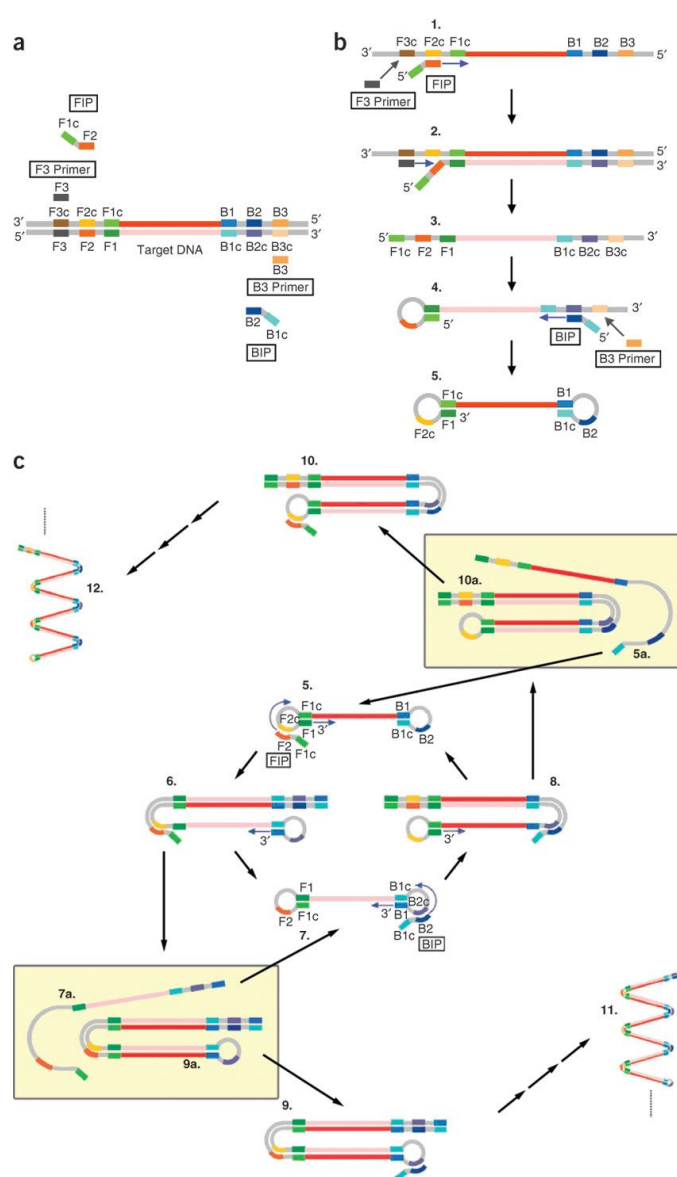 a
FIP
F1c
F2
F3 Primer
F3
F3c F2c F1c B1 B2 B3
3′ 5′
5′ 3′
F3 F2 F1 Target DNA B1c B2c B3c
B3
B3 Primer
B2
B1c
BIP
b
1.
F3c F2c F1c B1 B2 B3
3′ 5′
5′
FIP
F3 Primer
2.
3′ 5′
3′
5′
3.
5′ 3′
F1c F2 F1 B1c B2c B3c
4.
3′
5′
BIP 5′
B3 Primer
5.
F1c B1
F2c F1 3′ B1c B2
c
10.
12.
10a.
5a.
5.
F1c B1
F2c
F1 3′ B1c B2
F2 F1c
FIP
6.
8.
3′
3′
F1 B1c
B2c
F2 F1c 3′ B1
B1c B2
7.
BIP
7a.
9a.
11.
9.